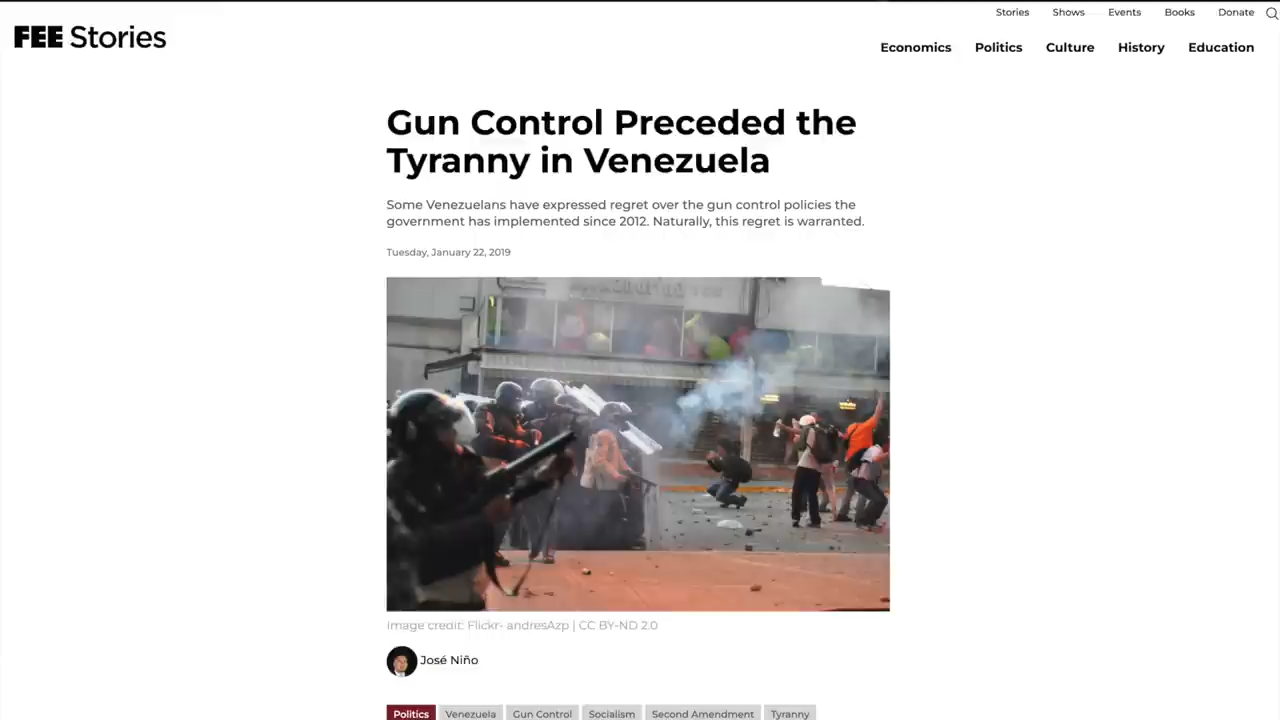 Stories Shows Events Books Donate
FEE Stories
Economics Politics Culture History Education
Gun Control Preceded the
Tyranny in Venezuela
Some Venezuelans have expressed regret over the gun control policies the
government has implemented since 2012. Naturally, this regret is warranted.
Tuesday, January 22, 2019
Image credit: Flickr- andresAzp | CC BY-ND 2.0
José Niño
Politics Venezuela Gun Control Socialism Second Amendment Tyranny